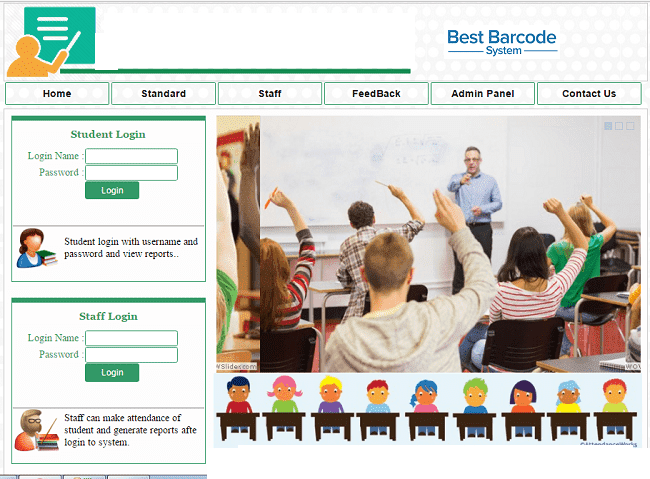 Best Barcode
System
Home
Standard
Staff
FeedBack
Admin Panel
Contact Us
Student Login
Login Name :
Password :
Login
Student login with username and
password and view reports..
Staff Login
Login Name :
Password :
Login
Staff can make attendance of
student and generate reports afte
login to system.
WSlider.com
WOW
©AttendanceWorks